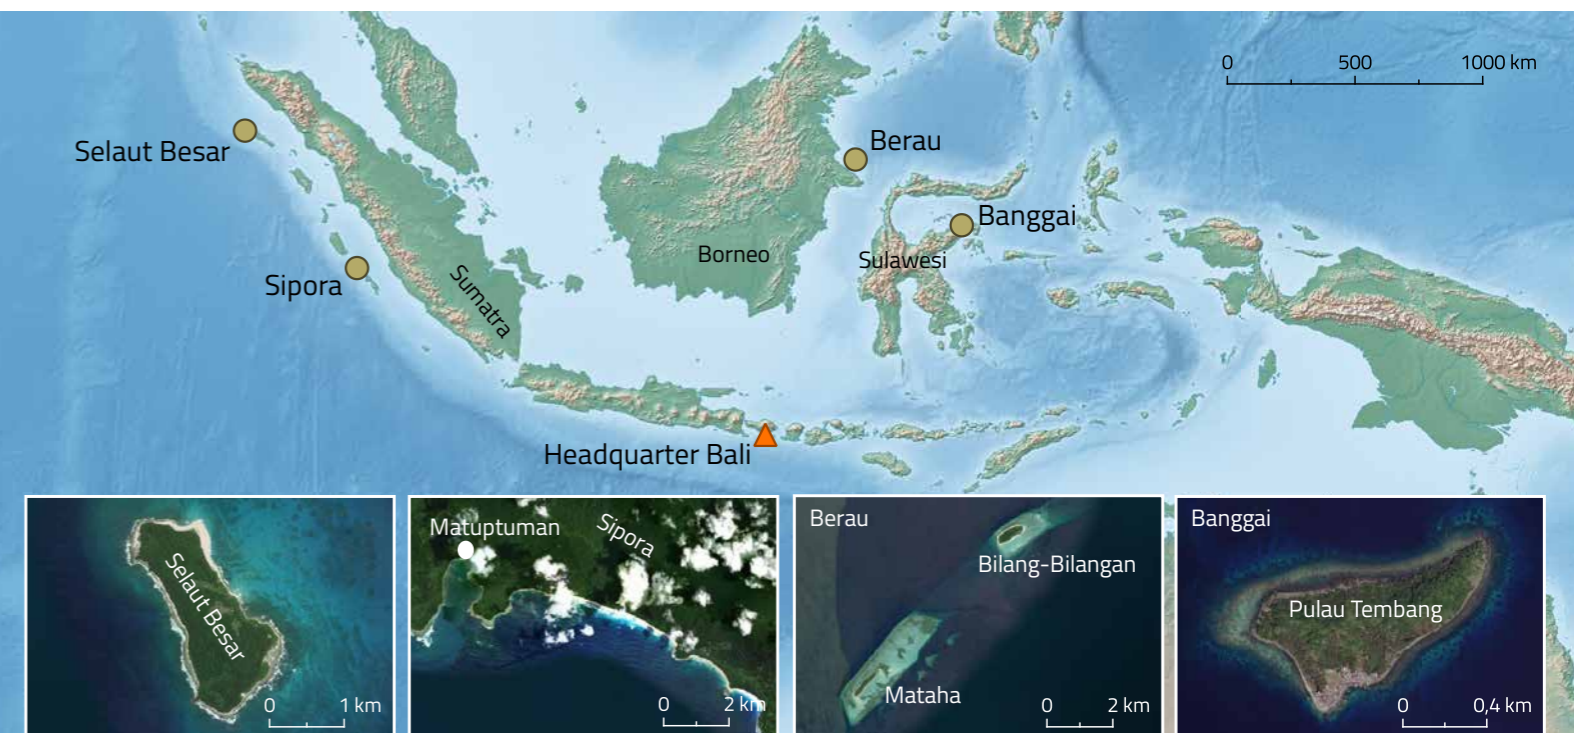 0 500 1000 km
Selaut Besar
Berau
Banggai
Borneo
Sulawesi
Sipora
Sumatra
Headquarter Bali
Selaut Besar
0 1 km
Matuptuman
Sipora
0 2 km
Berau
Bilang-Bilangan
Mataha
0 2 km
Banggai
Pulau Tembang
0 0,4 km